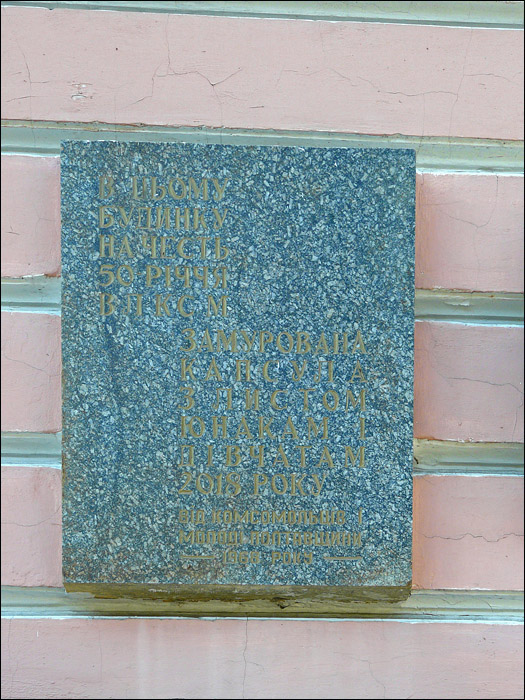 В ЦЬОМУ
БУДИНКУ
НА ЧЕСТЬ
50-РІЧЧЯ
ВЛКСМ
ЗАМУРОВАНА
КАПСУЛА
З ЛИСТОМ
ЮНАКАМ І
ДІВЧАТАМ
2018 РОКУ
ВІД КОМСОМОЛЬЦІВ І
МОЛОДІ ПОЛТАВЩИНИ
1968 РОКУ